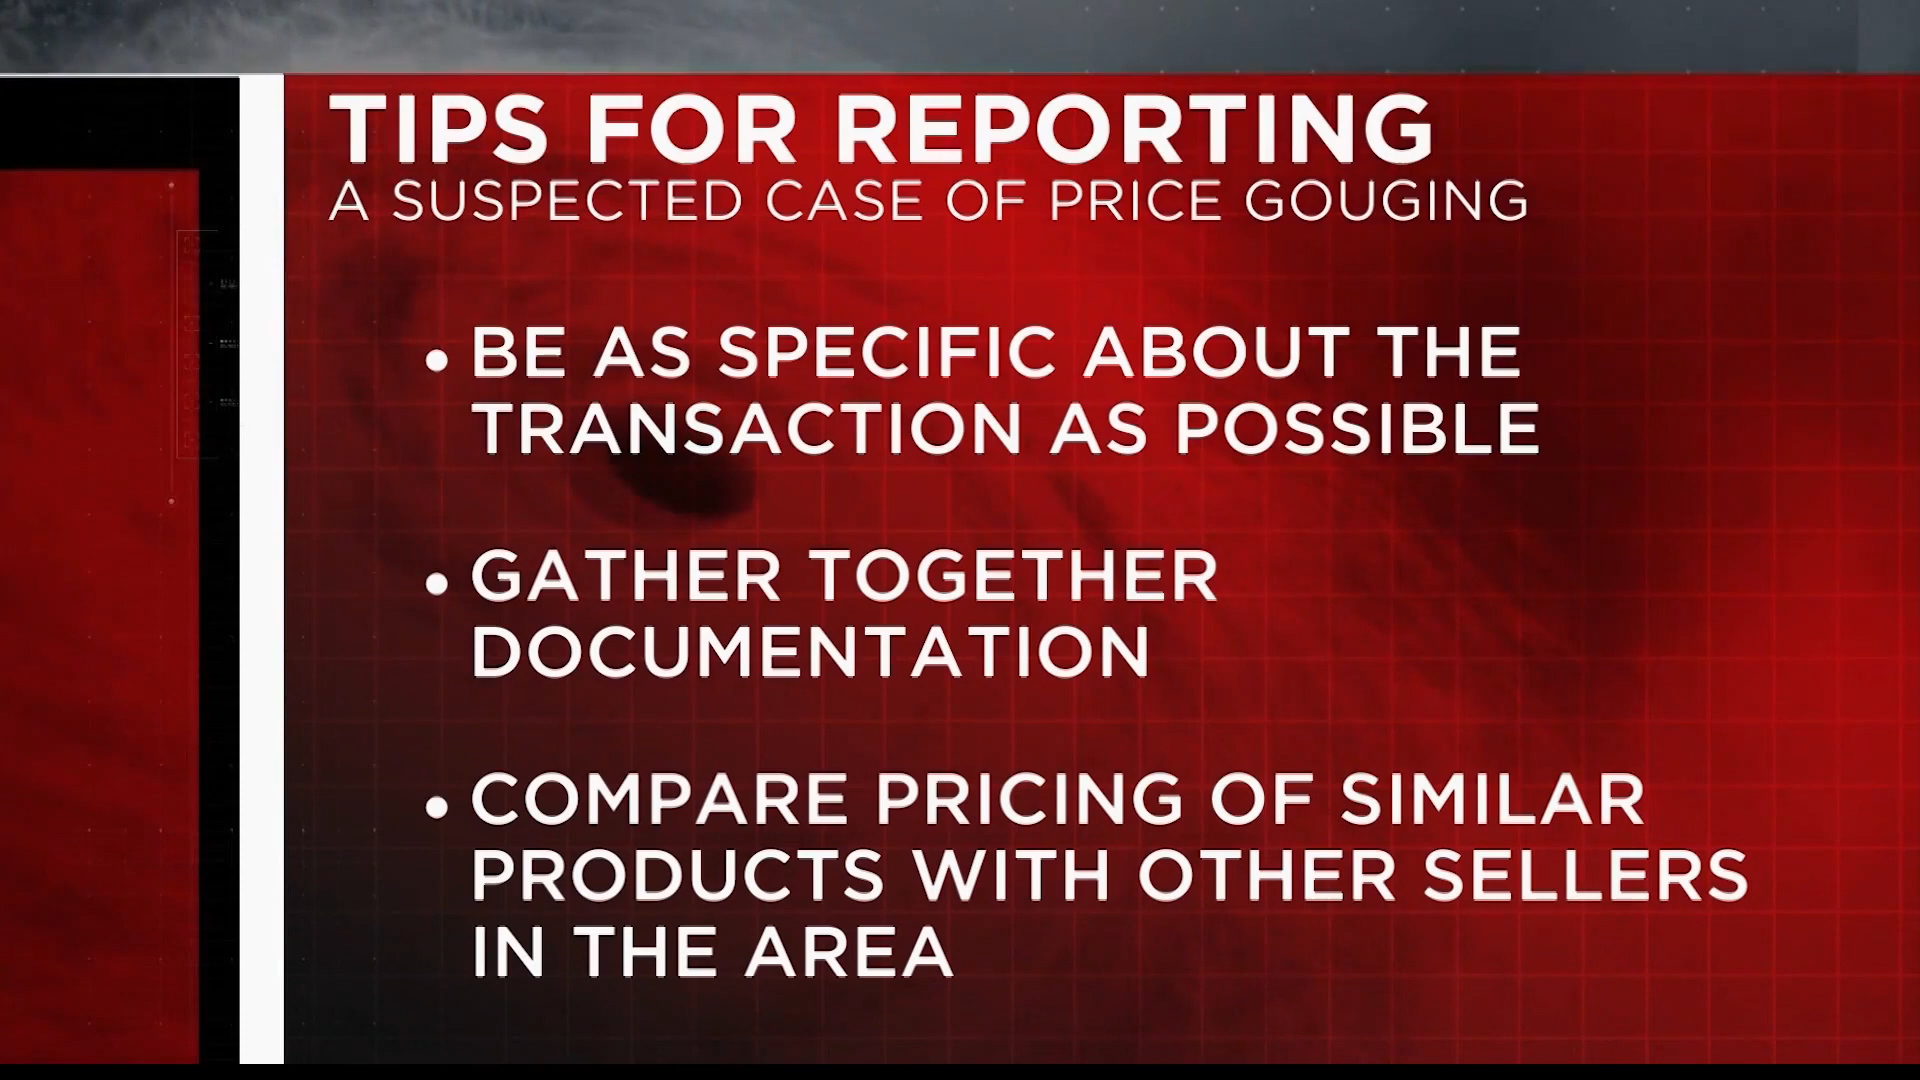 TIPS FOR REPORTING
A SUSPECTED CASE OF PRICE GOUGING
• BE AS SPECIFIC ABOUT THE
TRANSACTION AS POSSIBLE
• GATHER TOGETHER
DOCUMENTATION
• COMPARE PRICING OF SIMILAR
PRODUCTS WITH OTHER SELLERS
IN THE AREA